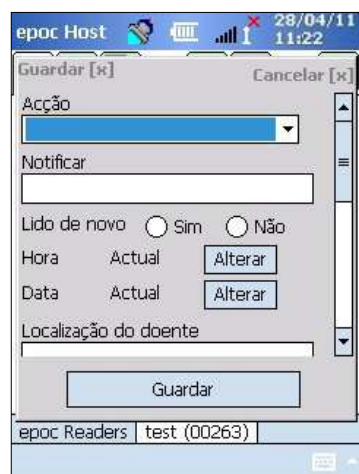 epoc Host 28/04/11
11:22
Guardar [x] Cancelar [x]
Acção
Notificar
Lido de novo Sim Não
Hora Actual Alterar
Data Actual Alterar
Localização do doente
Guardar
epoc Readers test (00263)